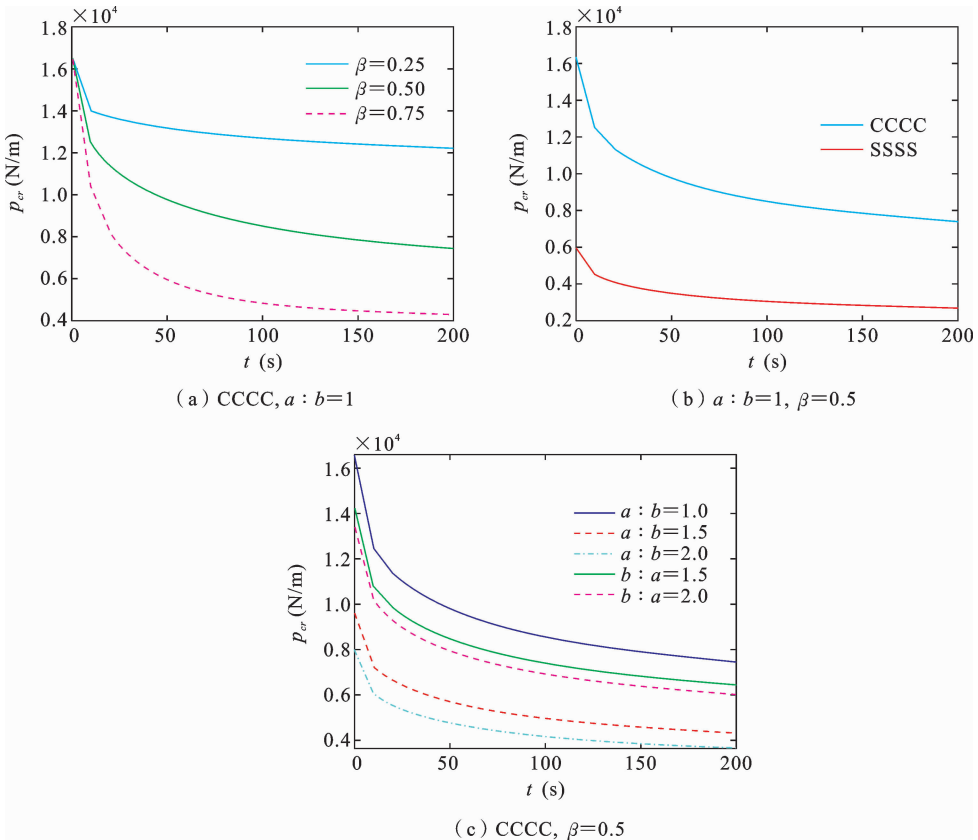 ×10⁴
1.8
1.6
1.4
1.2
1.0
0.8
0.6
0.4
p_cr (N/m)
β=0.25
β=0.50
β=0.75
0 50 100 150 200
t (s)
(a) CCCC, a∶b=1
×10⁴
1.8
1.6
1.4
1.2
1.0
0.8
0.6
0.4
0.2
p_cr (N/m)
CCCC
SSSS
0 50 100 150 200
t (s)
(b) a∶b=1, β=0.5
×10⁴
1.6
1.4
1.2
1.0
0.8
0.6
0.4
p_cr (N/m)
a∶b=1.0
a∶b=1.5
a∶b=2.0
b∶a=1.5
b∶a=2.0
0 50 100 150 200
t (s)
(c) CCCC, β=0.5